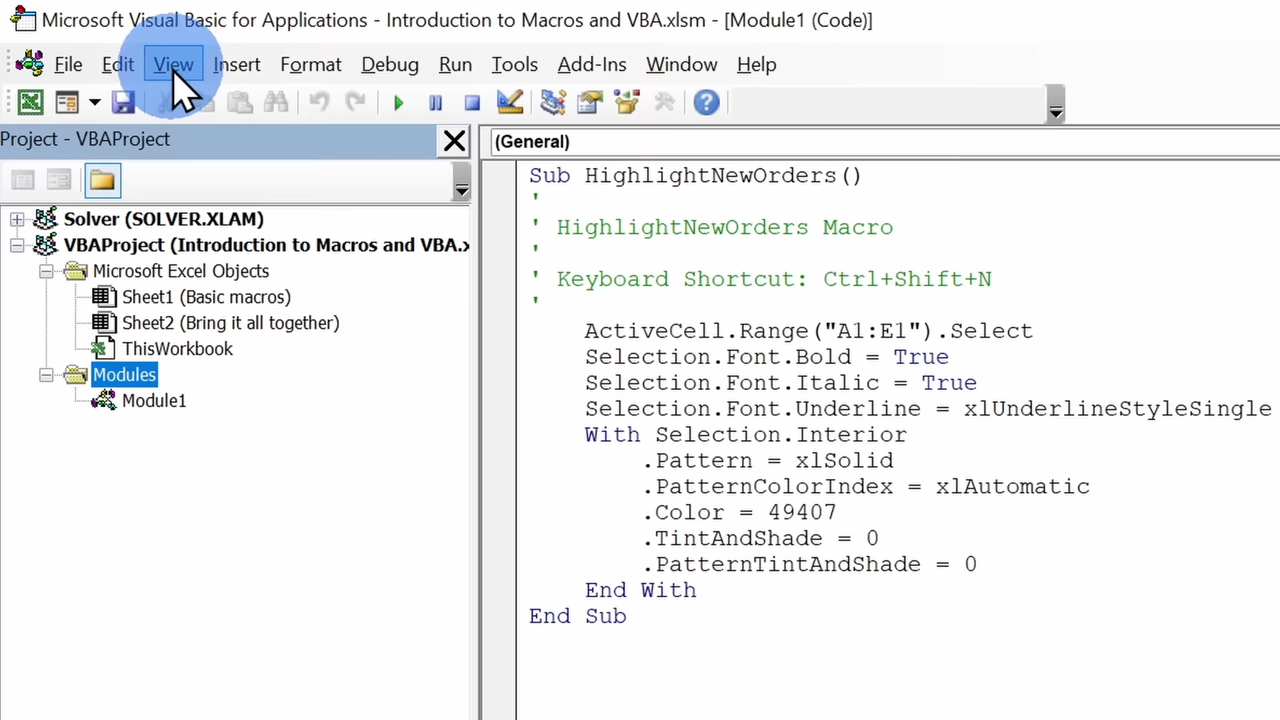 Microsoft Visual Basic for Applications - Introduction to Macros and VBA.xlsm - [Module1 (Code)]
File Edit View Insert Format Debug Run Tools Add-Ins Window Help
Project - VBAProject
(General)
Solver (SOLVER.XLAM)
VBAProject (Introduction to Macros and VBA.x
Microsoft Excel Objects
Sheet1 (Basic macros)
Sheet2 (Bring it all together)
ThisWorkbook
Modules
Module1
Sub HighlightNewOrders()
'
' HighlightNewOrders Macro
'
' Keyboard Shortcut: Ctrl+Shift+N
'
ActiveCell.Range("A1:E1").Select
Selection.Font.Bold = True
Selection.Font.Italic = True
Selection.Font.Underline = xlUnderlineStyleSingle
With Selection.Interior
.Pattern = xlSolid
.PatternColorIndex = xlAutomatic
.Color = 49407
.TintAndShade = 0
.PatternTintAndShade = 0
End With
End Sub